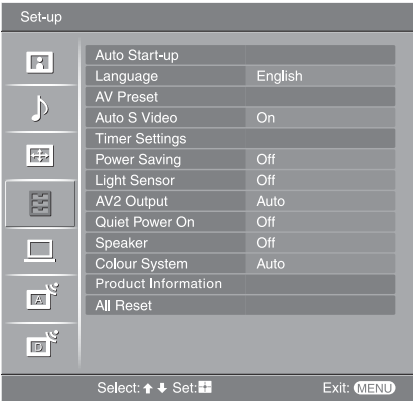 Set-up
Auto Start-up
Language English
AV Preset
Auto S Video On
Timer Settings
Power Saving Off
Light Sensor Off
AV2 Output Auto
Quiet Power On Off
Speaker Off
Colour System Auto
Product Information
All Reset
A
D
Select: Set: Exit: MENU